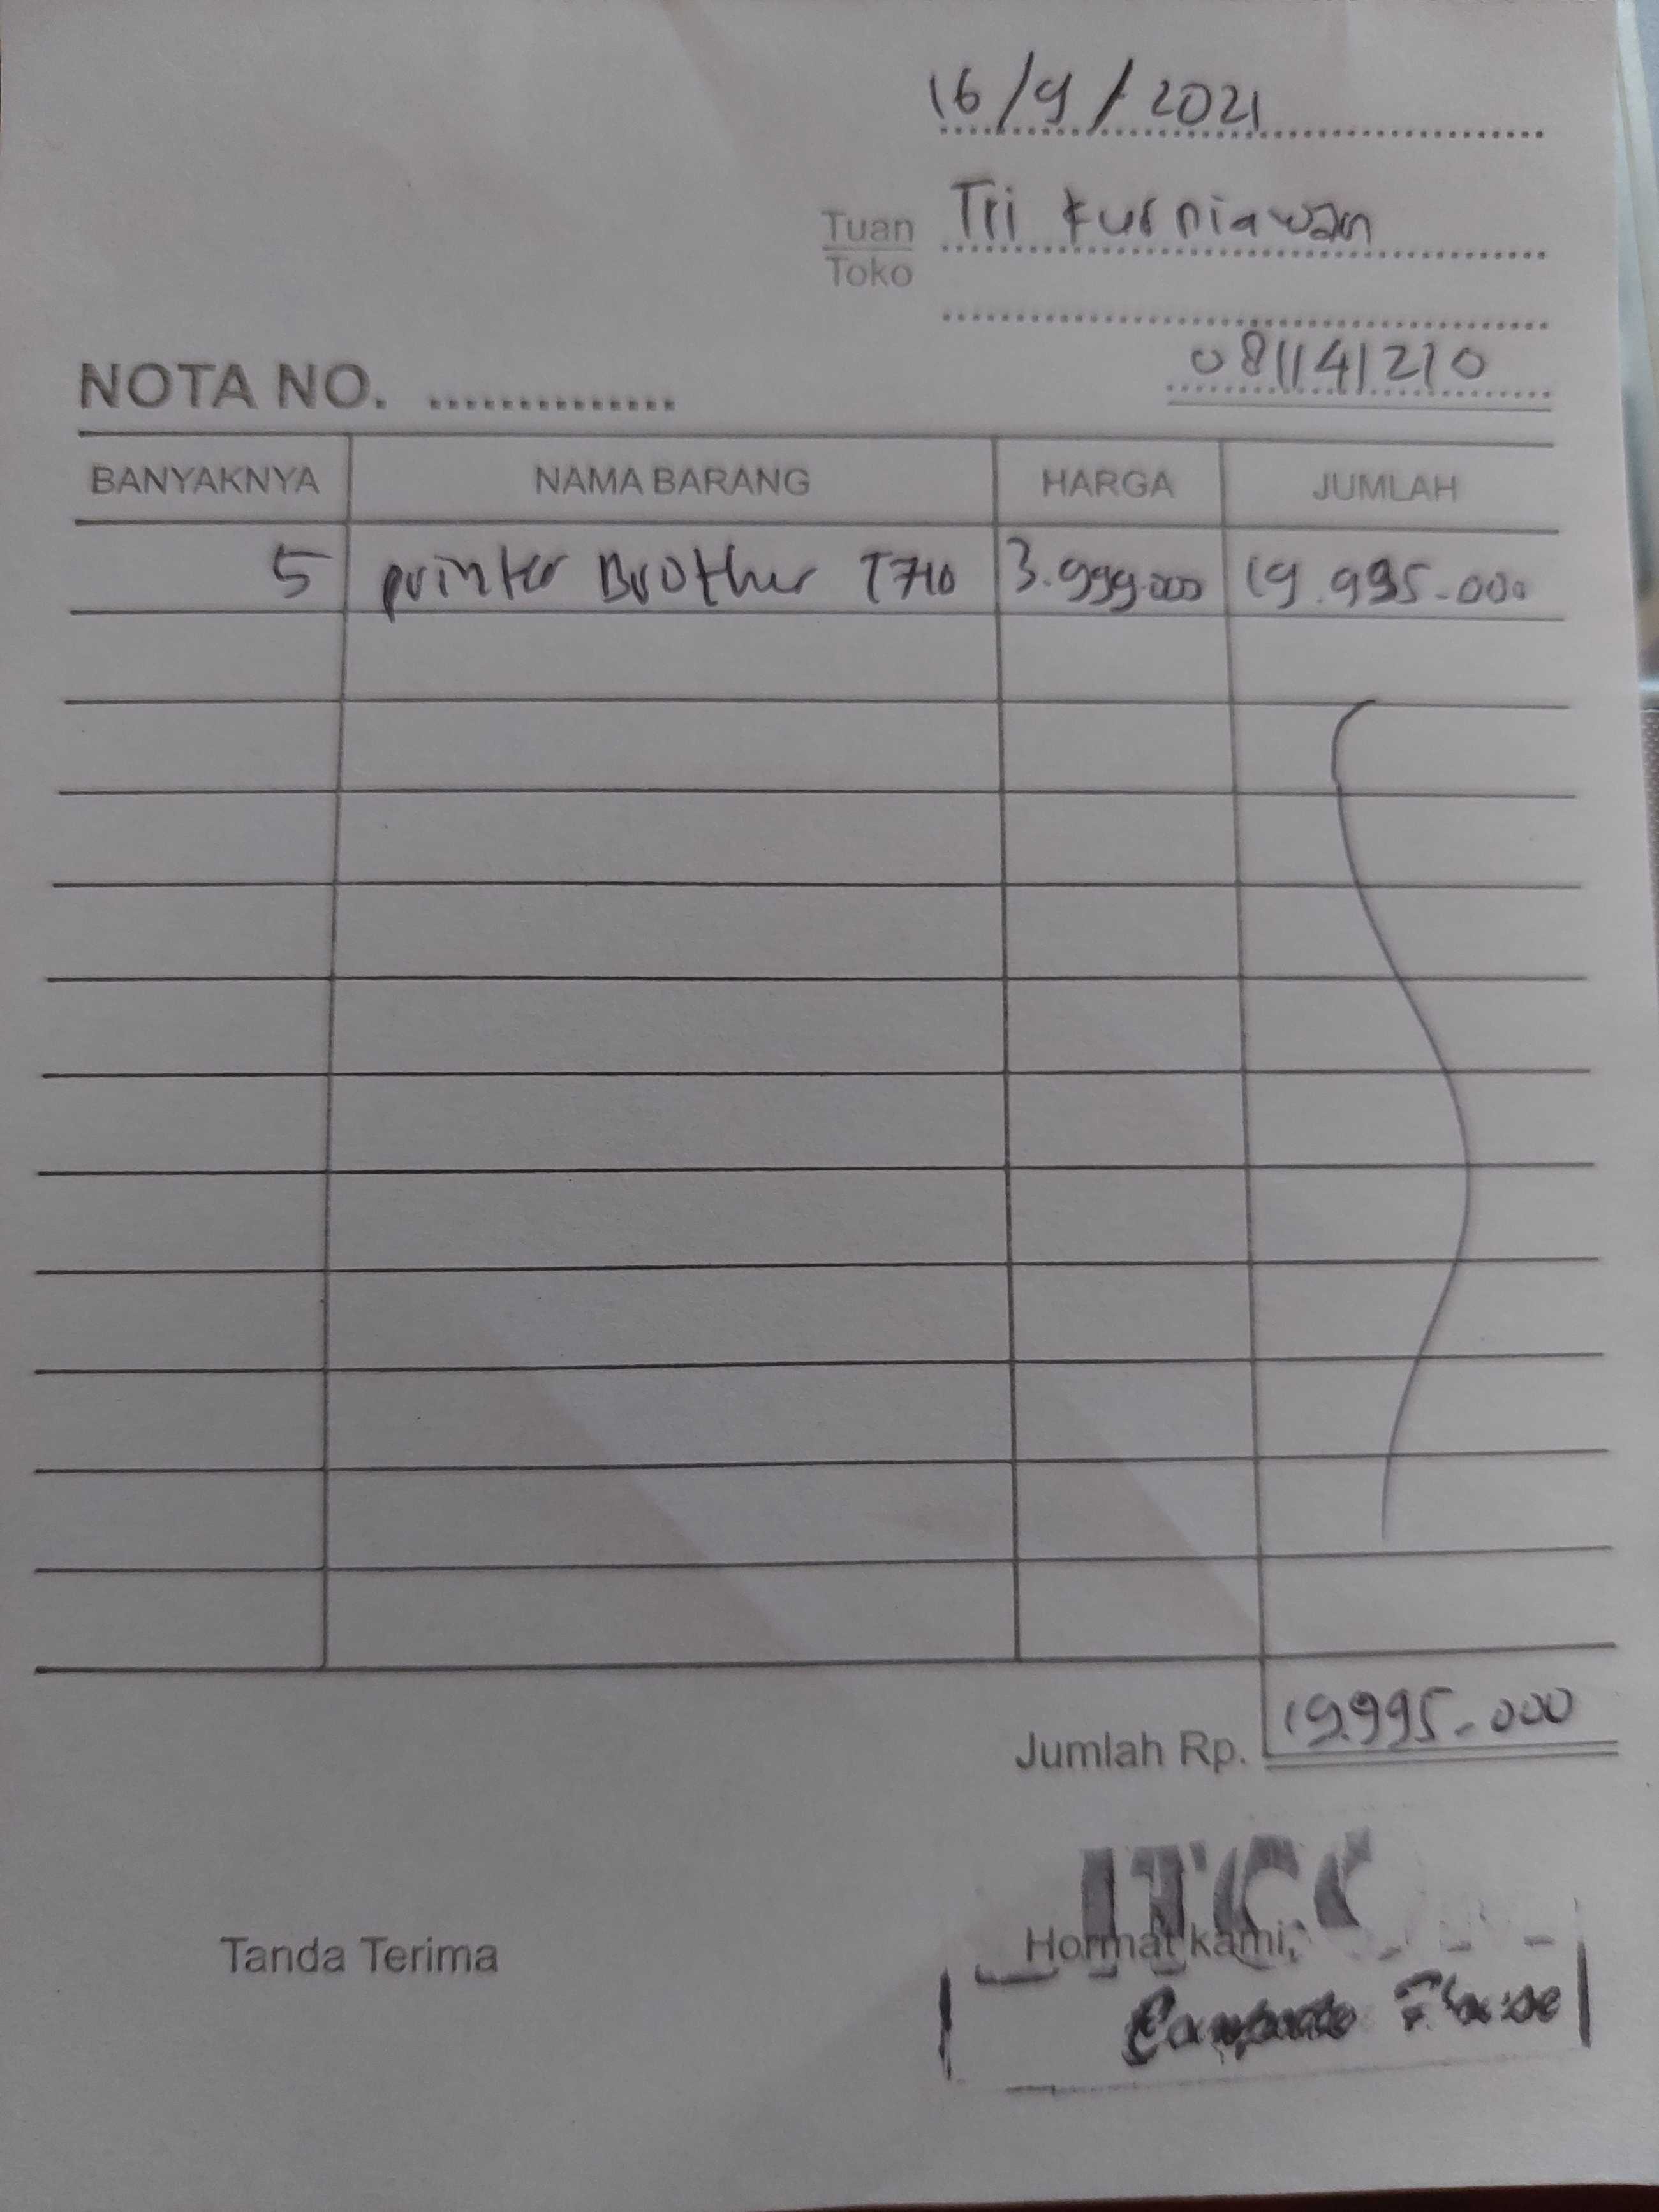 16/9/2021
Tuan Tri Kurniawan
Toko
081141210
NOTA NO. ..............
BANYAKNYA NAMA BARANG HARGA JUMLAH
5 printer Brother T710 3.999.000 19.995.000
Jumlah Rp. 19.995.000
Tanda Terima Hormat kami,